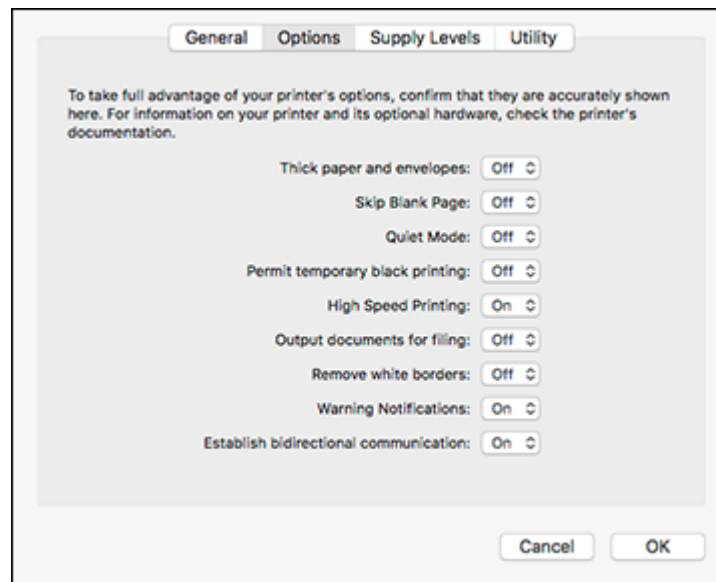 General Options Supply Levels Utility
To take full advantage of your printer's options, confirm that they are accurately shown
here. For information on your printer and its optional hardware, check the printer's
documentation.
Thick paper and envelopes: Off
Skip Blank Page: Off
Quiet Mode: Off
Permit temporary black printing: Off
High Speed Printing: On
Output documents for filing: Off
Remove white borders: Off
Warning Notifications: On
Establish bidirectional communication: On
Cancel OK